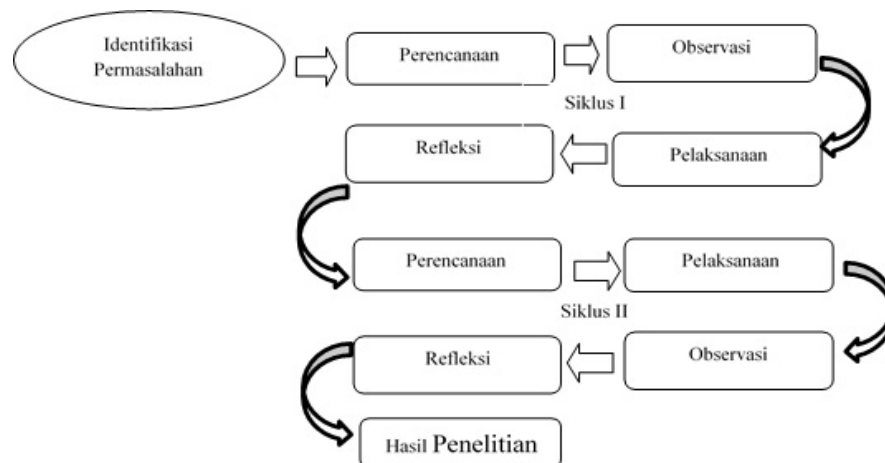 Identifikasi
Permasalahan
Perencanaan
Observasi
Siklus I
Refleksi
Pelaksanaan
Perencanaan
Pelaksanaan
Siklus II
Refleksi
Observasi
Hasil Penelitian